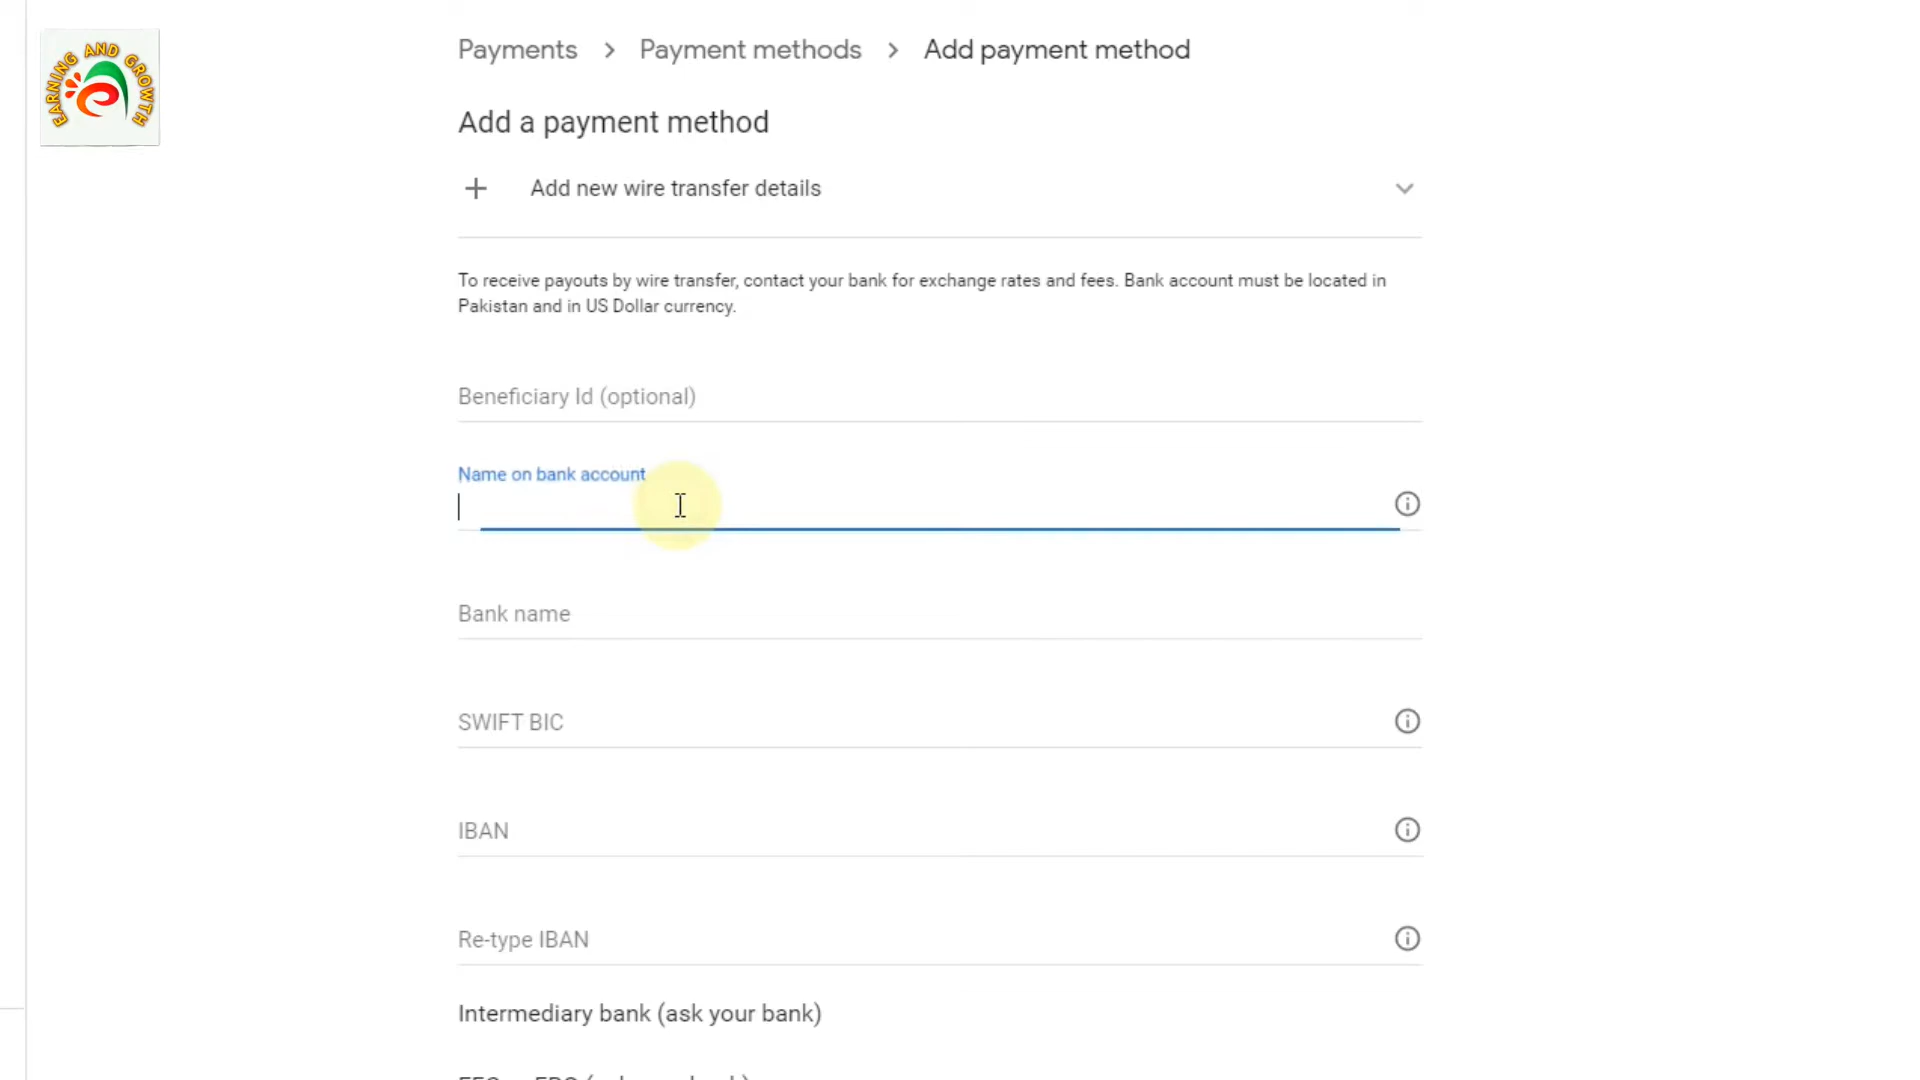 EARNING AND GROWTH
Payments > Payment methods > Add payment method
Add a payment method
+ Add new wire transfer details
To receive payouts by wire transfer, contact your bank for exchange rates and fees. Bank account must be located in
Pakistan and in US Dollar currency.
Beneficiary Id (optional)
Name on bank account
Bank name
SWIFT BIC
IBAN
Re-type IBAN
Intermediary bank (ask your bank)